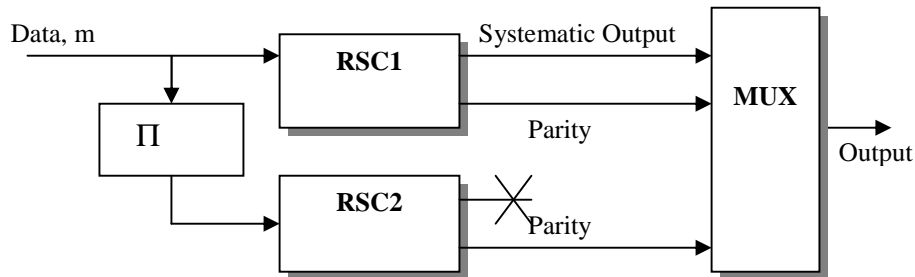 Data, m
Systematic Output
RSC1
MUX
Π
Parity
Output
RSC2
Parity